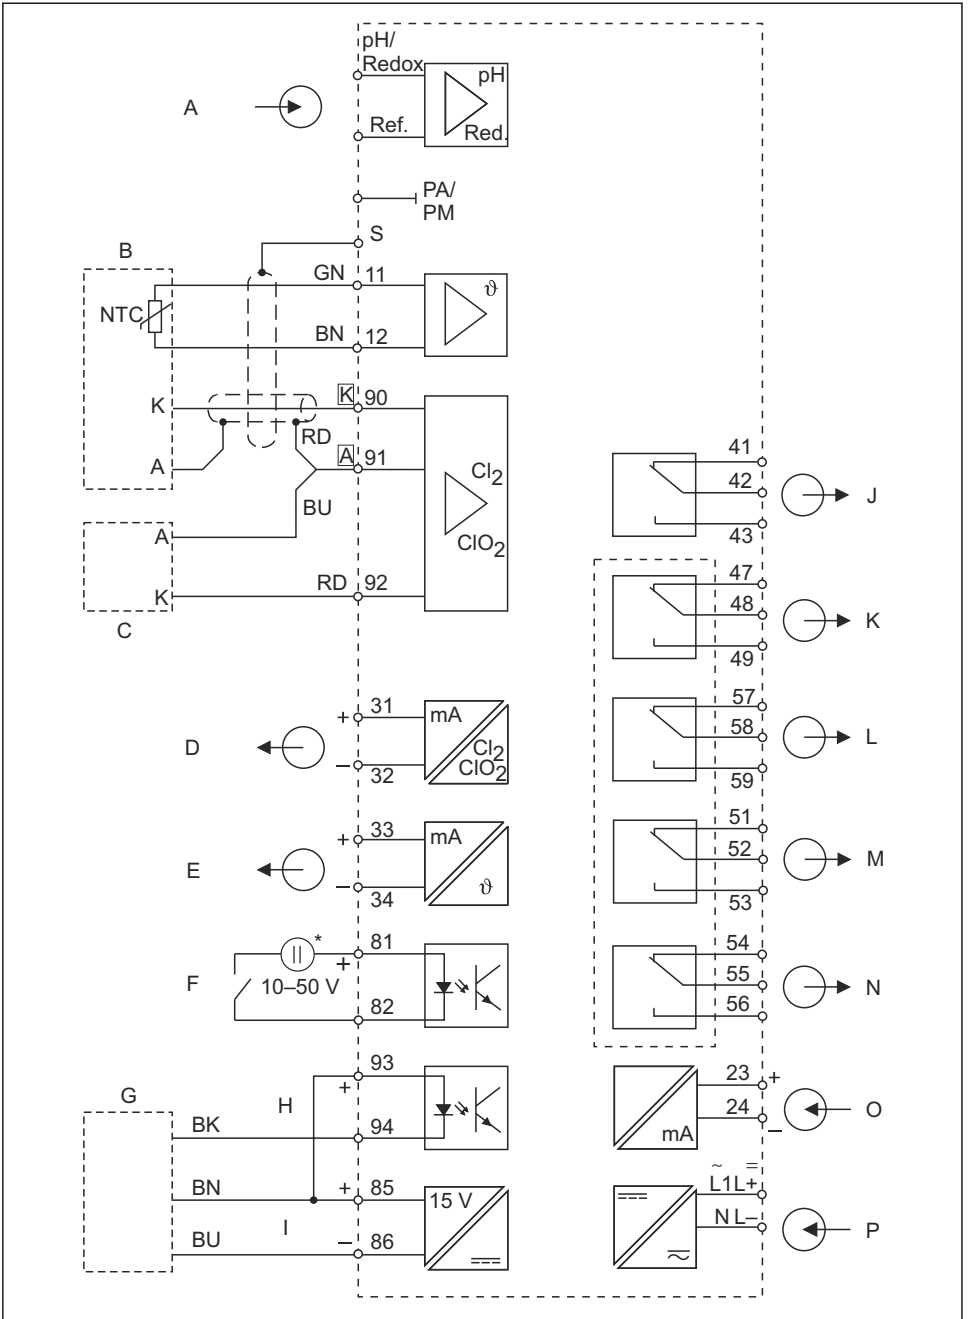 pH/
Redox
pH
A
Ref.
Red.
PA/
PM
S
B
GN 11
ϑ
NTC
BN 12
K
K 90
RD
A
A 91
Cl2
BU
ClO2
A
K
RD 92
C
D
+ 31
mA
– 32
Cl2
ClO2
E
+ 33
mA
– 34
ϑ
F
* 81
+
10–50 V
82
G
H
93
+
BK 94
BN
+ 85
15 V
I
BU
– 86
41
42
43
J
47
48
49
K
57
58
59
L
51
52
53
M
54
55
56
N
23 +
24 –
mA
O
~ =
L1 L+
N L–
P